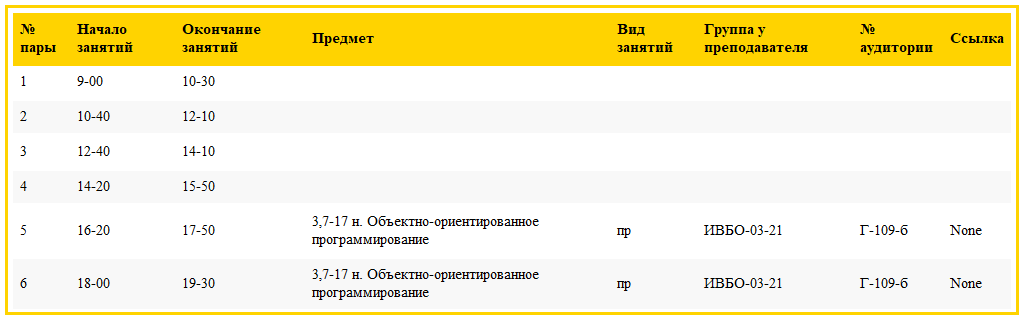 № пары Начало занятий Окончание занятий Предмет Вид занятий Группа у преподавателя № аудитории Ссылка
1 9-00 10-30
2 10-40 12-10
3 12-40 14-10
4 14-20 15-50
5 16-20 17-50 3,7-17 н. Объектно-ориентированное программирование пр ИВБО-03-21 Г-109-б None
6 18-00 19-30 3,7-17 н. Объектно-ориентированное программирование пр ИВБО-03-21 Г-109-б None